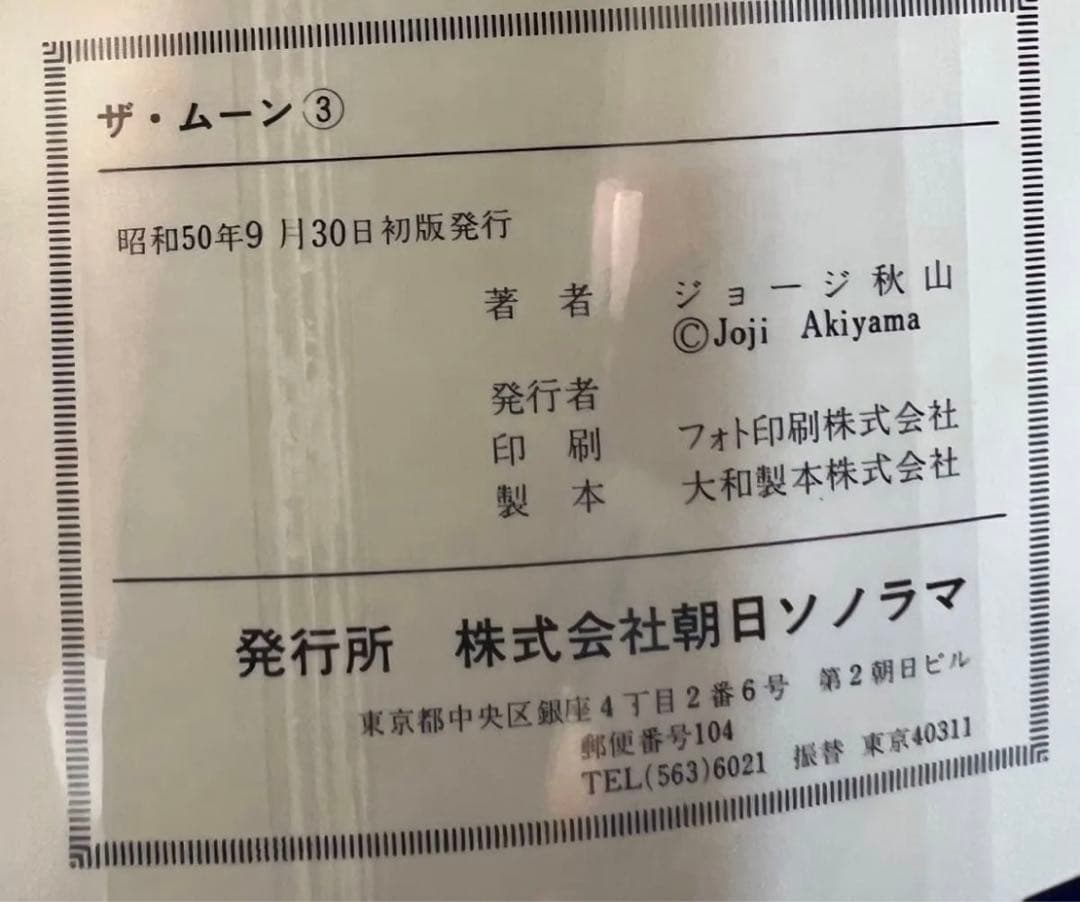 ザ・ムーン③
昭和50年9月30日初版発行
著者 ジョージ秋山
©Joji Akiyama
発行者
印刷 フォト印刷株式会社
製本 大和製本株式会社
発行所 株式会社朝日ソノラマ
東京都中央区銀座4丁目2番6号 第2朝日ビル
郵便番号104
TEL(563)6021 振替 東京40311